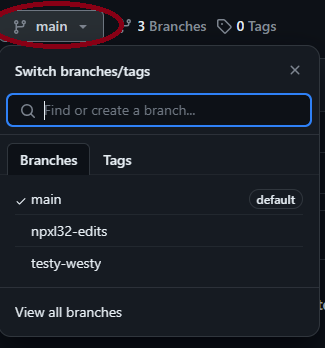 main 3 Branches 0 Tags
Switch branches/tags
Find or create a branch...
Branches Tags
main default
npxl32-edits
testy-westy
View all branches